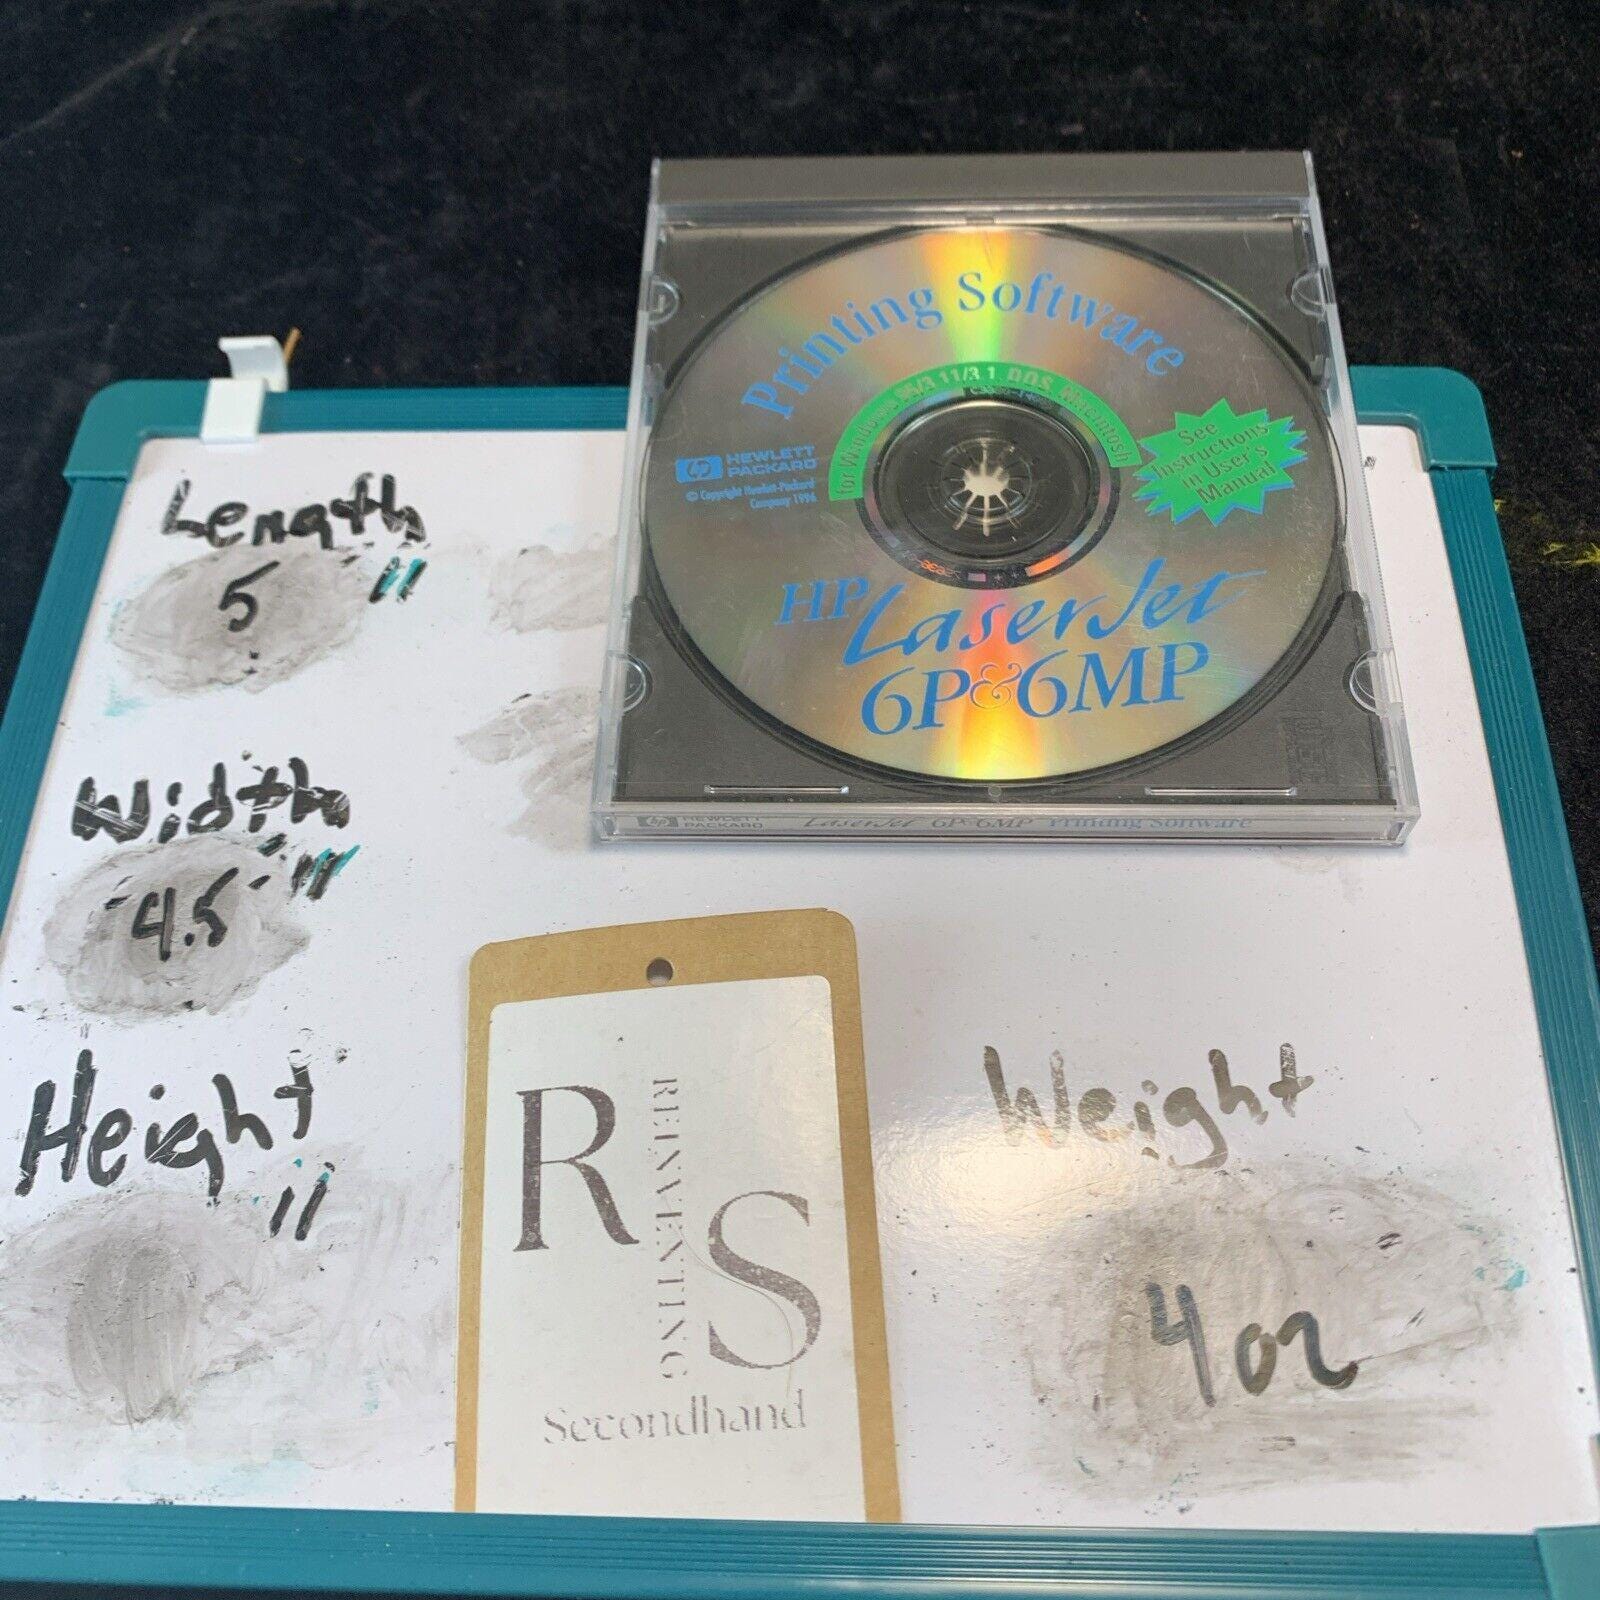 Printing Software
for Windows 95/3.11/3.1, DOS, Macintosh
HEWLETT
PACKARD
© Copyright Hewlett-Packard
Company 1996
See
Instructions
in User's
Manual
HP LaserJet
6P & 6MP
HEWLETT
PACKARD
LaserJet 6P&6MP Printing Software
Length
5 "
Width
4.5 "
Height
"
Weight
4 oz
R
REINVENTING
S
Secondhand